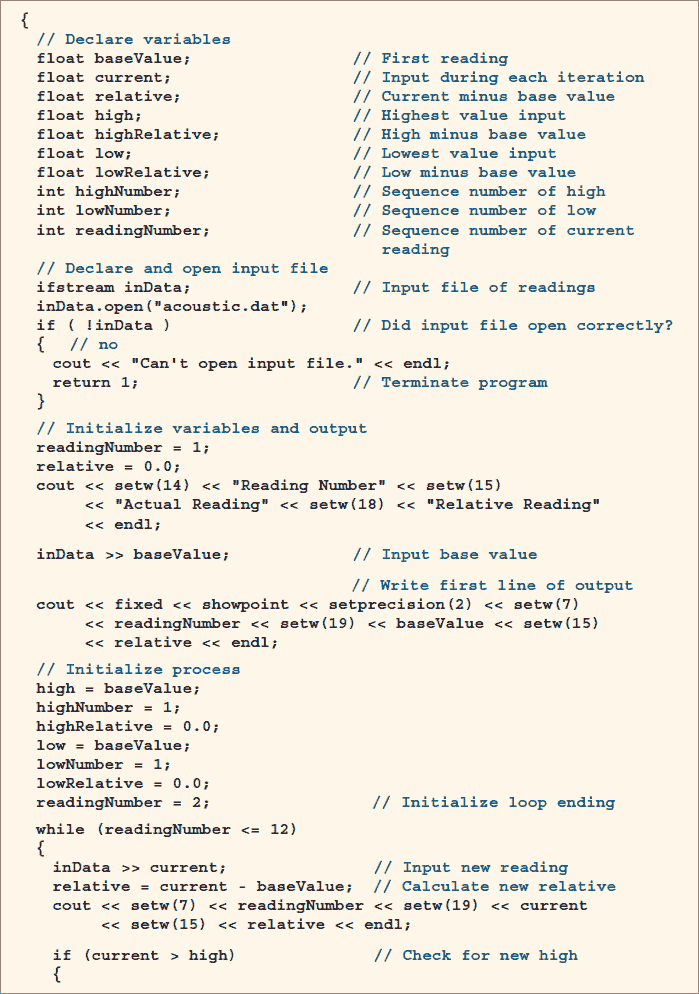 {
// Declare variables
float baseValue; // First reading
float current; // Input during each iteration
float relative; // Current minus base value
float high; // Highest value input
float highRelative; // High minus base value
float low; // Lowest value input
float lowRelative; // Low minus base value
int highNumber; // Sequence number of high
int lowNumber; // Sequence number of low
int readingNumber; // Sequence number of current
reading
// Declare and open input file
ifstream inData; // Input file of readings
inData.open("acoustic.dat");
if ( !inData ) // Did input file open correctly?
{ // no
cout << "Can't open input file." << endl;
return 1; // Terminate program
}
// Initialize variables and output
readingNumber = 1;
relative = 0.0;
cout << setw(14) << "Reading Number" << setw(15)
<< "Actual Reading" << setw(18) << "Relative Reading"
<< endl;
inData >> baseValue; // Input base value
// Write first line of output
cout << fixed << showpoint << setprecision(2) << setw(7)
<< readingNumber << setw(19) << baseValue << setw(15)
<< relative << endl;
// Initialize process
high = baseValue;
highNumber = 1;
highRelative = 0.0;
low = baseValue;
lowNumber = 1;
lowRelative = 0.0;
readingNumber = 2; // Initialize loop ending
while (readingNumber <= 12)
{
inData >> current; // Input new reading
relative = current - baseValue; // Calculate new relative
cout << setw(7) << readingNumber << setw(19) << current
<< setw(15) << relative << endl;
if (current > high) // Check for new high
{